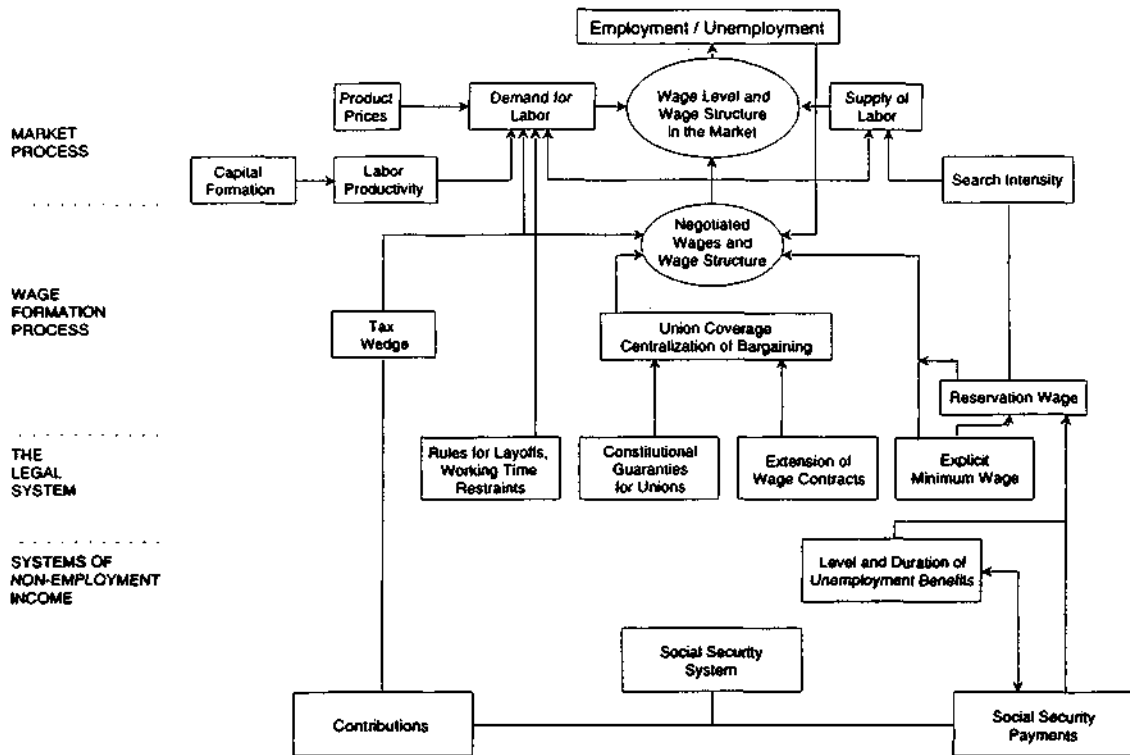 Employment / Unemployment
Product
Prices
Demand for
Labor
Wage Level and
Wage Structure
in the Market
Supply of
Labor
MARKET
PROCESS
Capital
Formation
Labor
Productivity
Search Intensity
Negotiated
Wages and
Wage Structure
WAGE
FORMATION
PROCESS
Tax
Wedge
Union Coverage
Centralization of Bargaining
Reservation Wage
THE
LEGAL
SYSTEM
Rules for Layoffs,
Working Time
Restraints
Constitutional
Guaranties
for Unions
Extension of
Wage Contracts
Explicit
Minimum Wage
SYSTEMS OF
NON-EMPLOYMENT
INCOME
Level and Duration of
Unemployment Benefits
Social Security
System
Contributions
Social Security
Payments